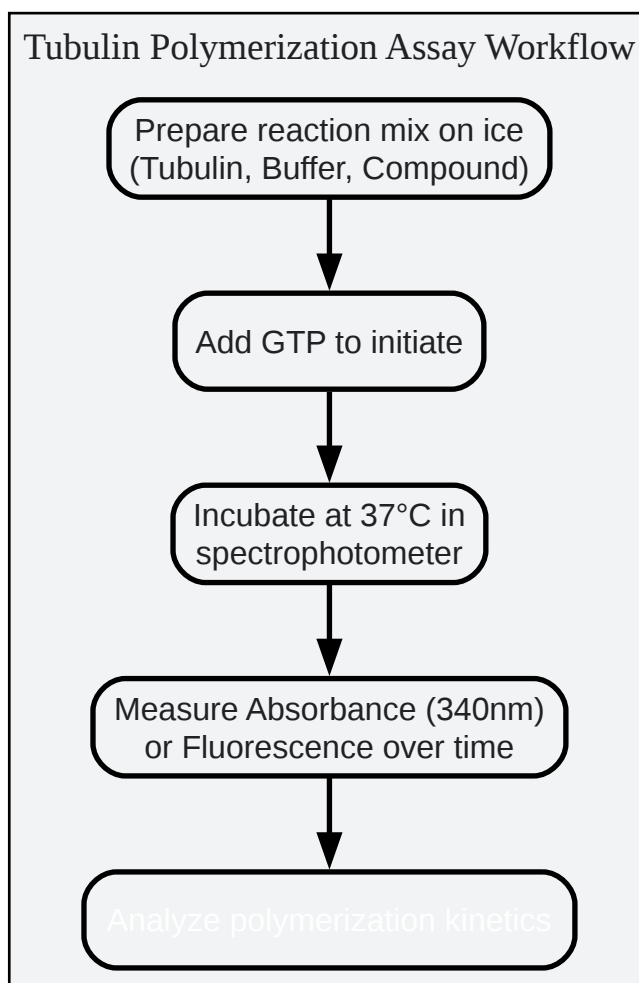 Tubulin Polymerization Assay Workflow
Prepare reaction mix on ice
(Tubulin, Buffer, Compound)
Add GTP to initiate
Incubate at 37°C in
spectrophotometer
Measure Absorbance (340nm)
or Fluorescence over time
Analyze polymerization kinetics